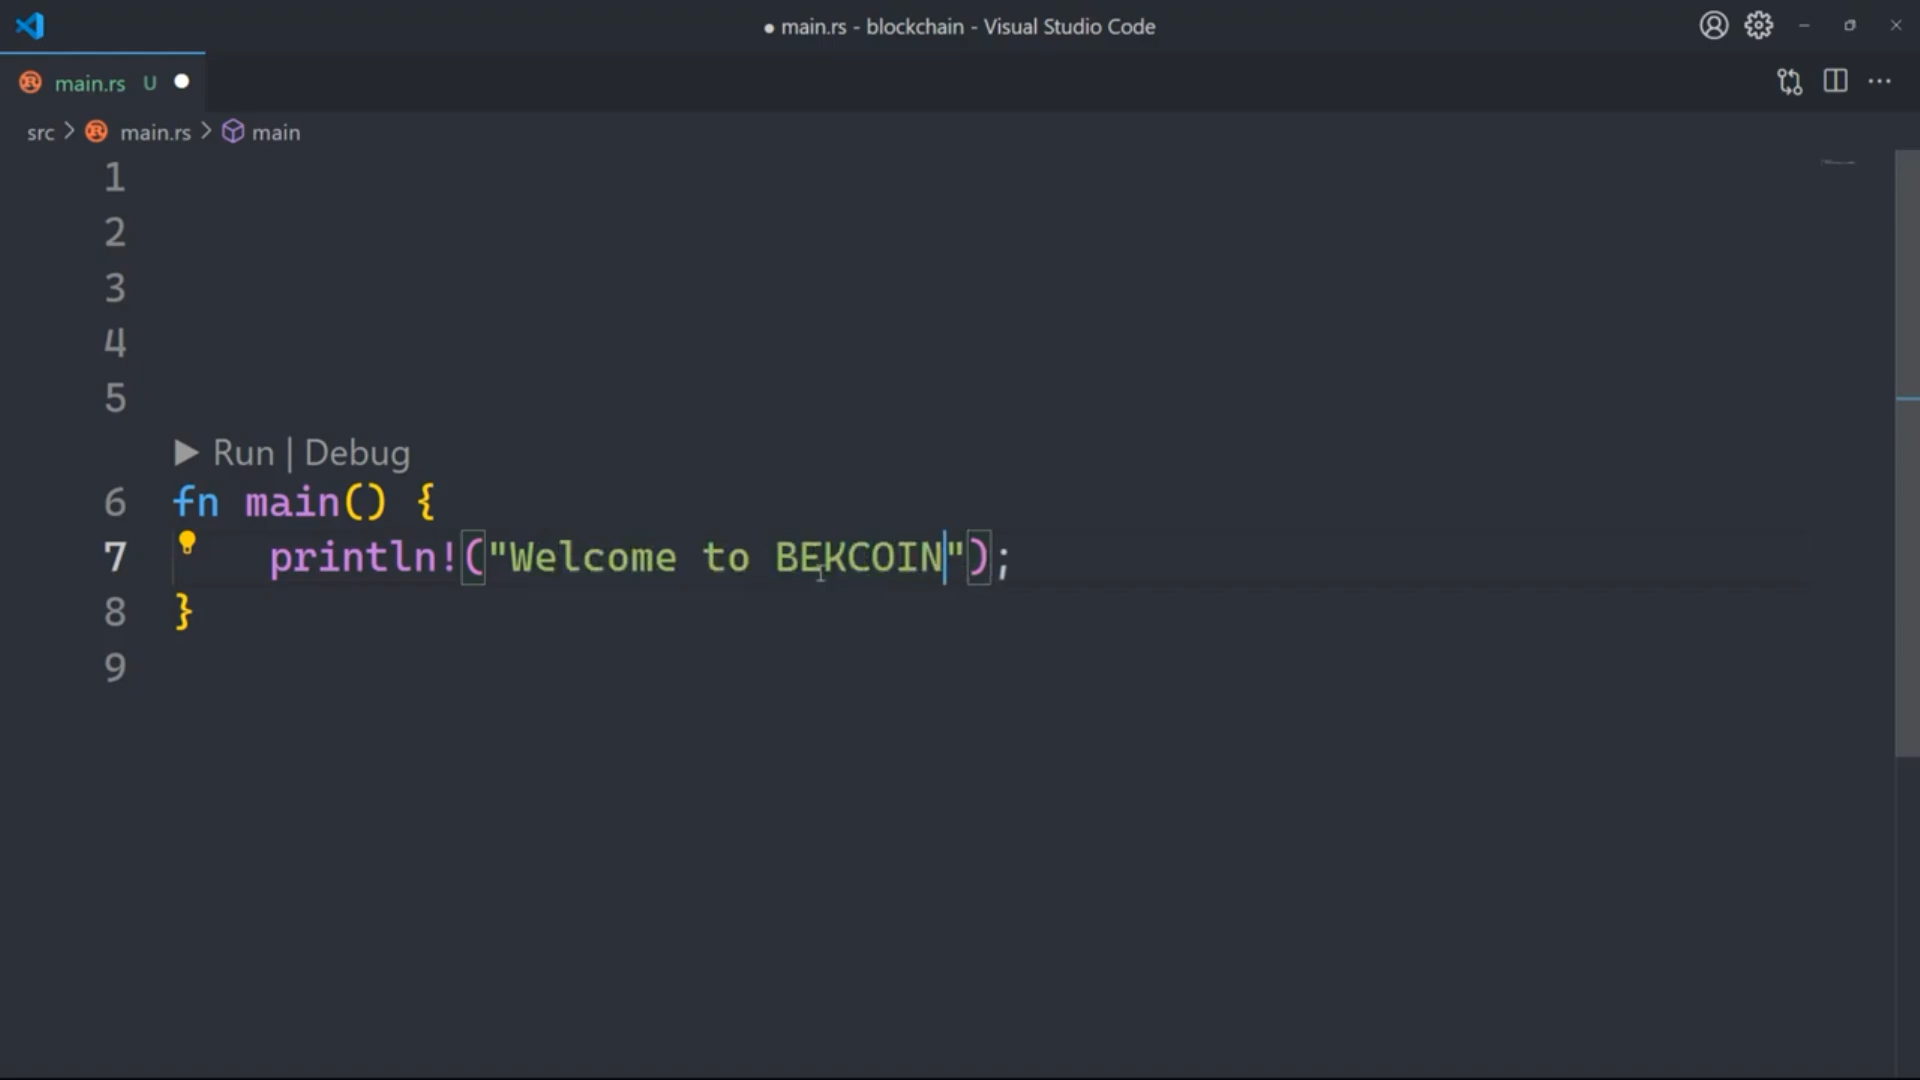 ● main.rs - blockchain - Visual Studio Code
main.rs U
src > main.rs > main
1
2
3
4
5
Run | Debug
6 fn main() {
7 println!("Welcome to BEKCOIN");
8 }
9